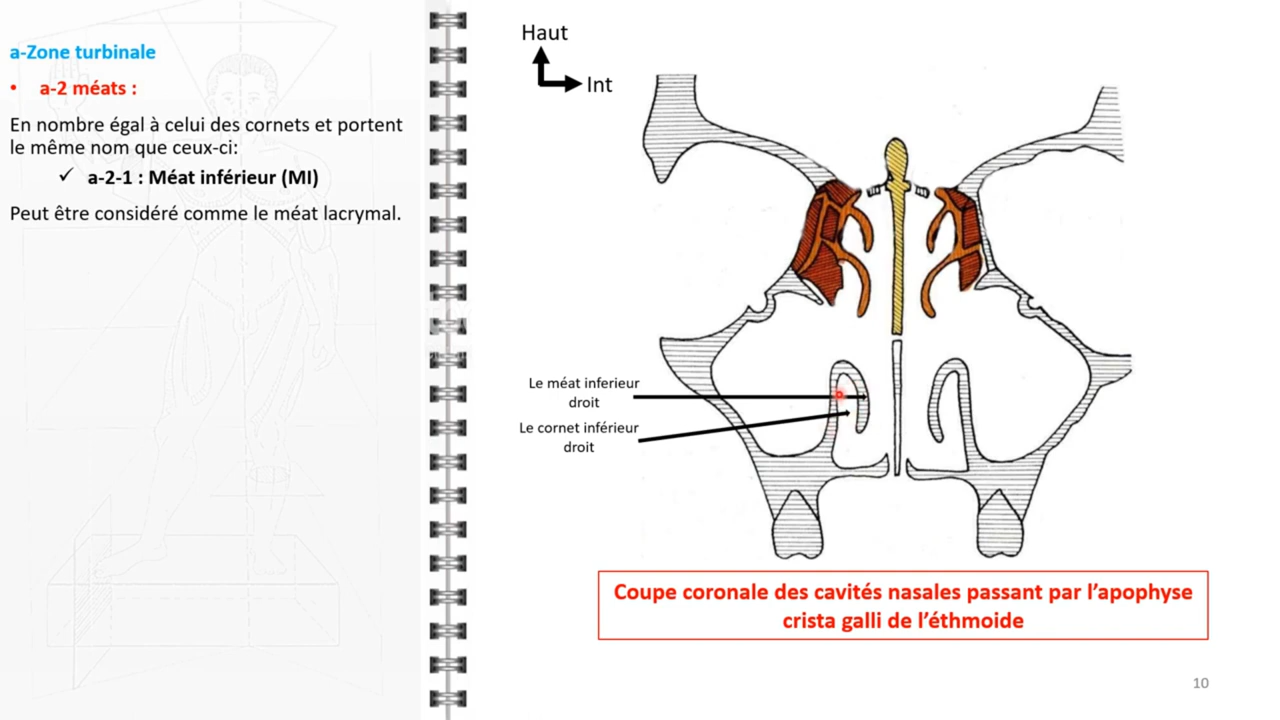 a-Zone turbinale
• a-2 méats :
En nombre égal à celui des cornets et portent
le même nom que ceux-ci:
✓ a-2-1 : Méat inférieur (MI)
Peut être considéré comme le méat lacrymal.
Haut
Int
Le méat inferieur
droit
Le cornet inférieur
droit
Coupe coronale des cavités nasales passant par l’apophyse
crista galli de l’éthmoide
10